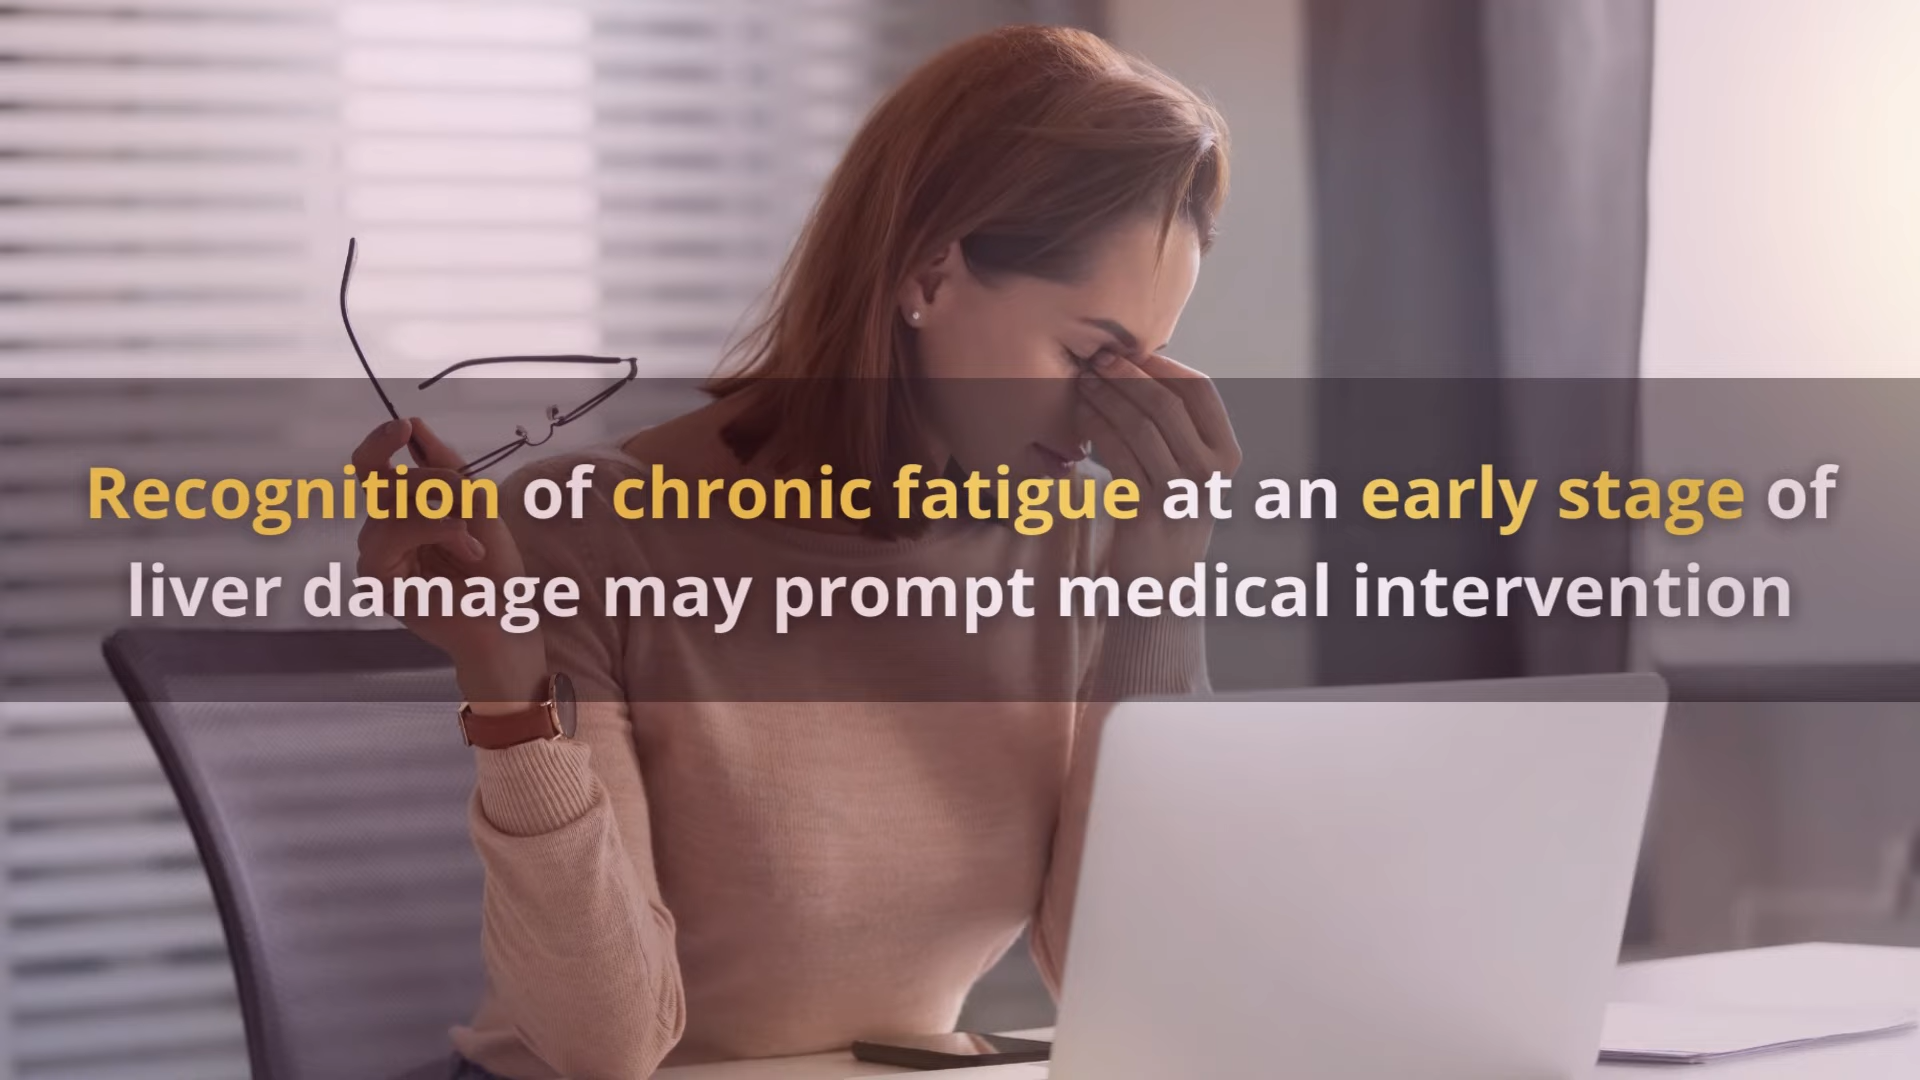 Recognition of chronic fatigue at an early stage of
liver damage may prompt medical intervention